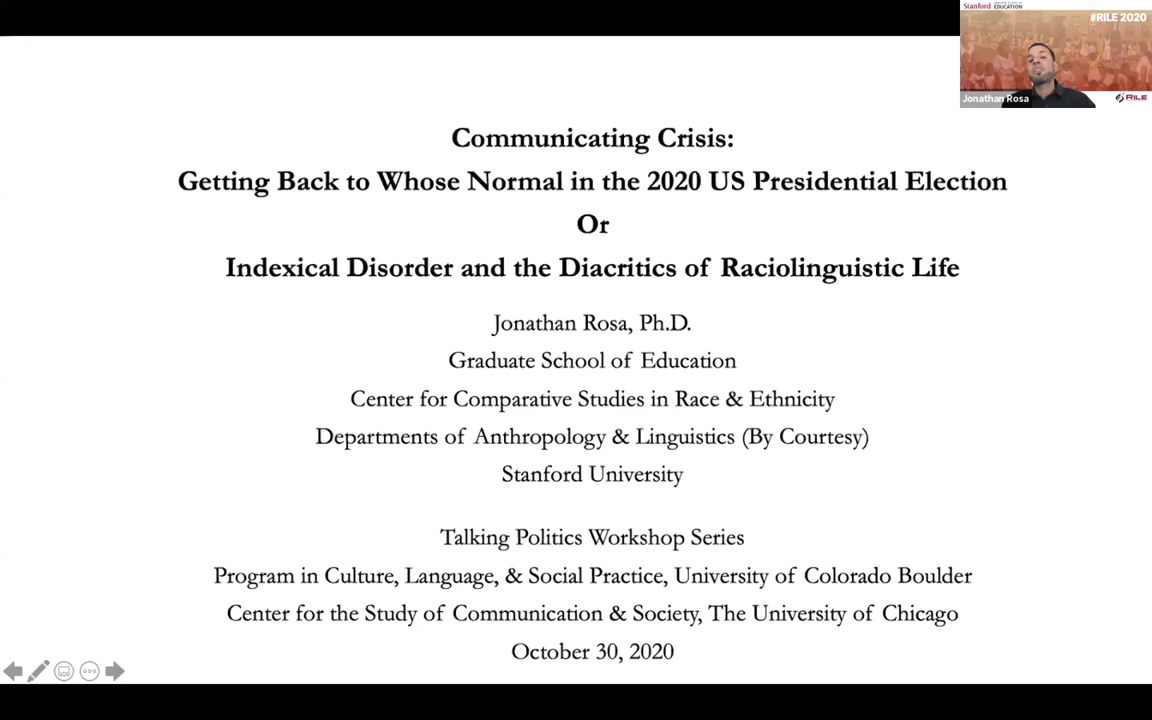 Stanford
EDUCATION
#RILE 2020
Jonathan Rosa
RILE
Communicating Crisis:
Getting Back to Whose Normal in the 2020 US Presidential Election
Or
Indexical Disorder and the Diacritics of Raciolinguistic Life
Jonathan Rosa, Ph.D.
Graduate School of Education
Center for Comparative Studies in Race & Ethnicity
Departments of Anthropology & Linguistics (By Courtesy)
Stanford University
Talking Politics Workshop Series
Program in Culture, Language, & Social Practice, University of Colorado Boulder
Center for the Study of Communication & Society, The University of Chicago
October 30, 2020